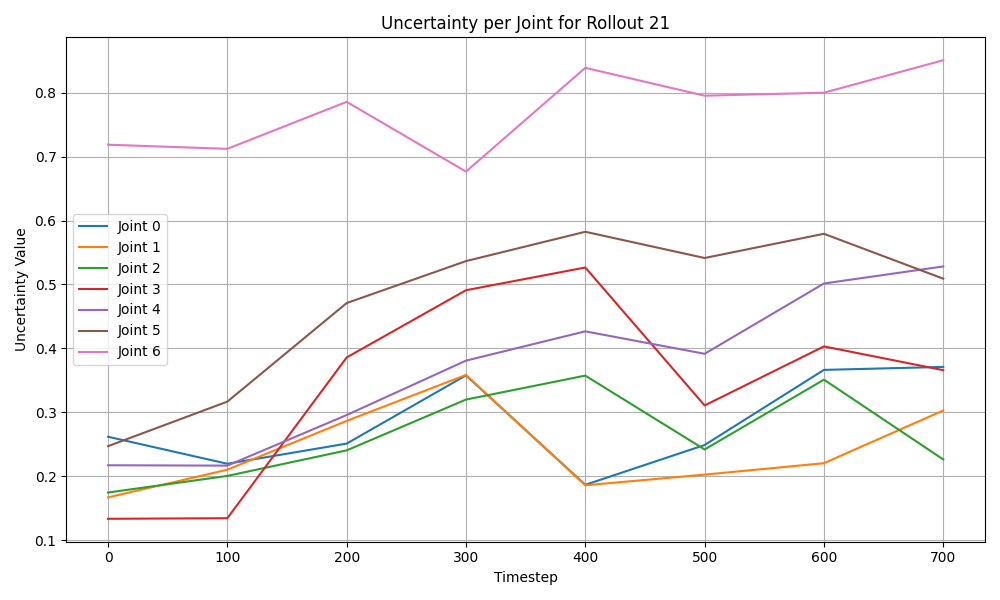 Uncertainty per Joint for Rollout 21
Uncertainty Value
0.8
0.7
0.6
0.5
0.4
0.3
0.2
0.1
Joint 0
Joint 1
Joint 2
Joint 3
Joint 4
Joint 5
Joint 6
0 100 200 300 400 500 600 700
Timestep